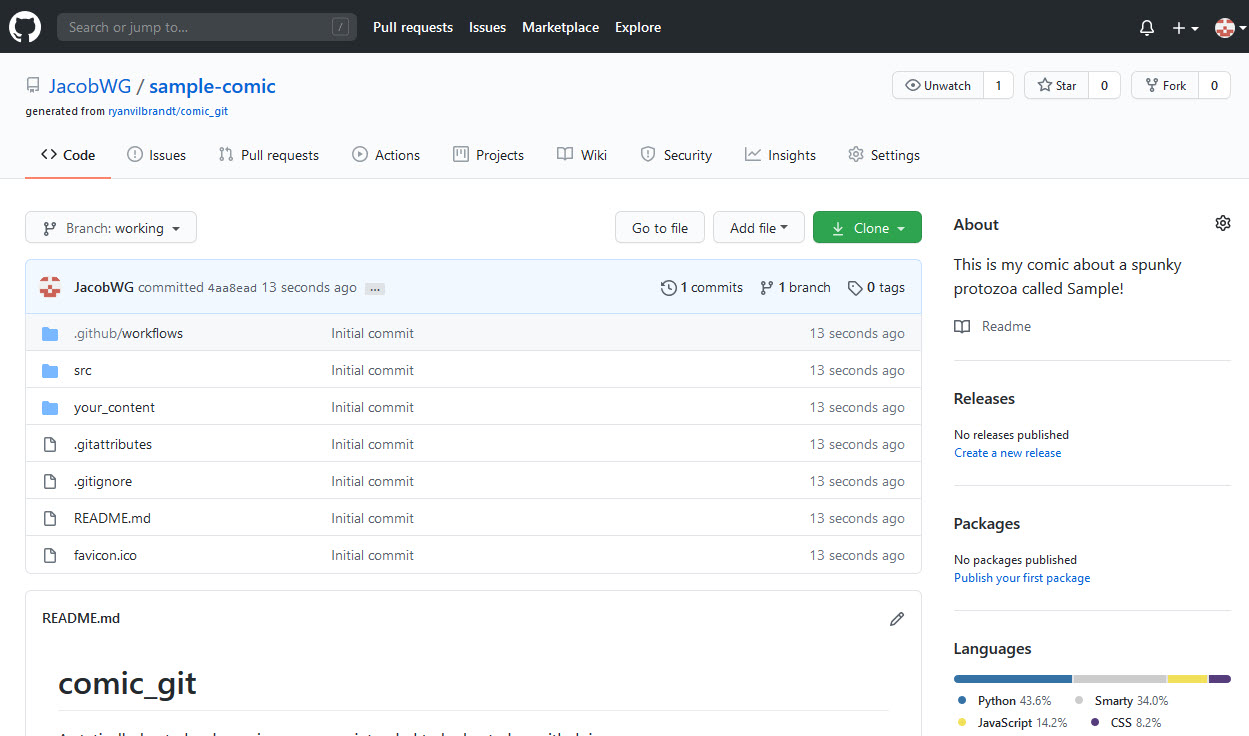 Search or jump to... /
Pull requests Issues Marketplace Explore
JacobWG / sample-comic
generated from ryanvilbrandt/comic_git
Unwatch 1 Star 0 Fork 0
Code Issues Pull requests Actions Projects Wiki Security Insights Settings
Branch: working
Go to file Add file Clone
JacobWG committed 4aa8ead 13 seconds ago ...
1 commits 1 branch 0 tags
.github/workflows Initial commit 13 seconds ago
src Initial commit 13 seconds ago
your_content Initial commit 13 seconds ago
.gitattributes Initial commit 13 seconds ago
.gitignore Initial commit 13 seconds ago
README.md Initial commit 13 seconds ago
favicon.ico Initial commit 13 seconds ago
README.md
comic_git
About
This is my comic about a spunky
protozoa called Sample!
Readme
Releases
No releases published
Create a new release
Packages
No packages published
Publish your first package
Languages
Python 43.6% Smarty 34.0%
JavaScript 14.2% CSS 8.2%